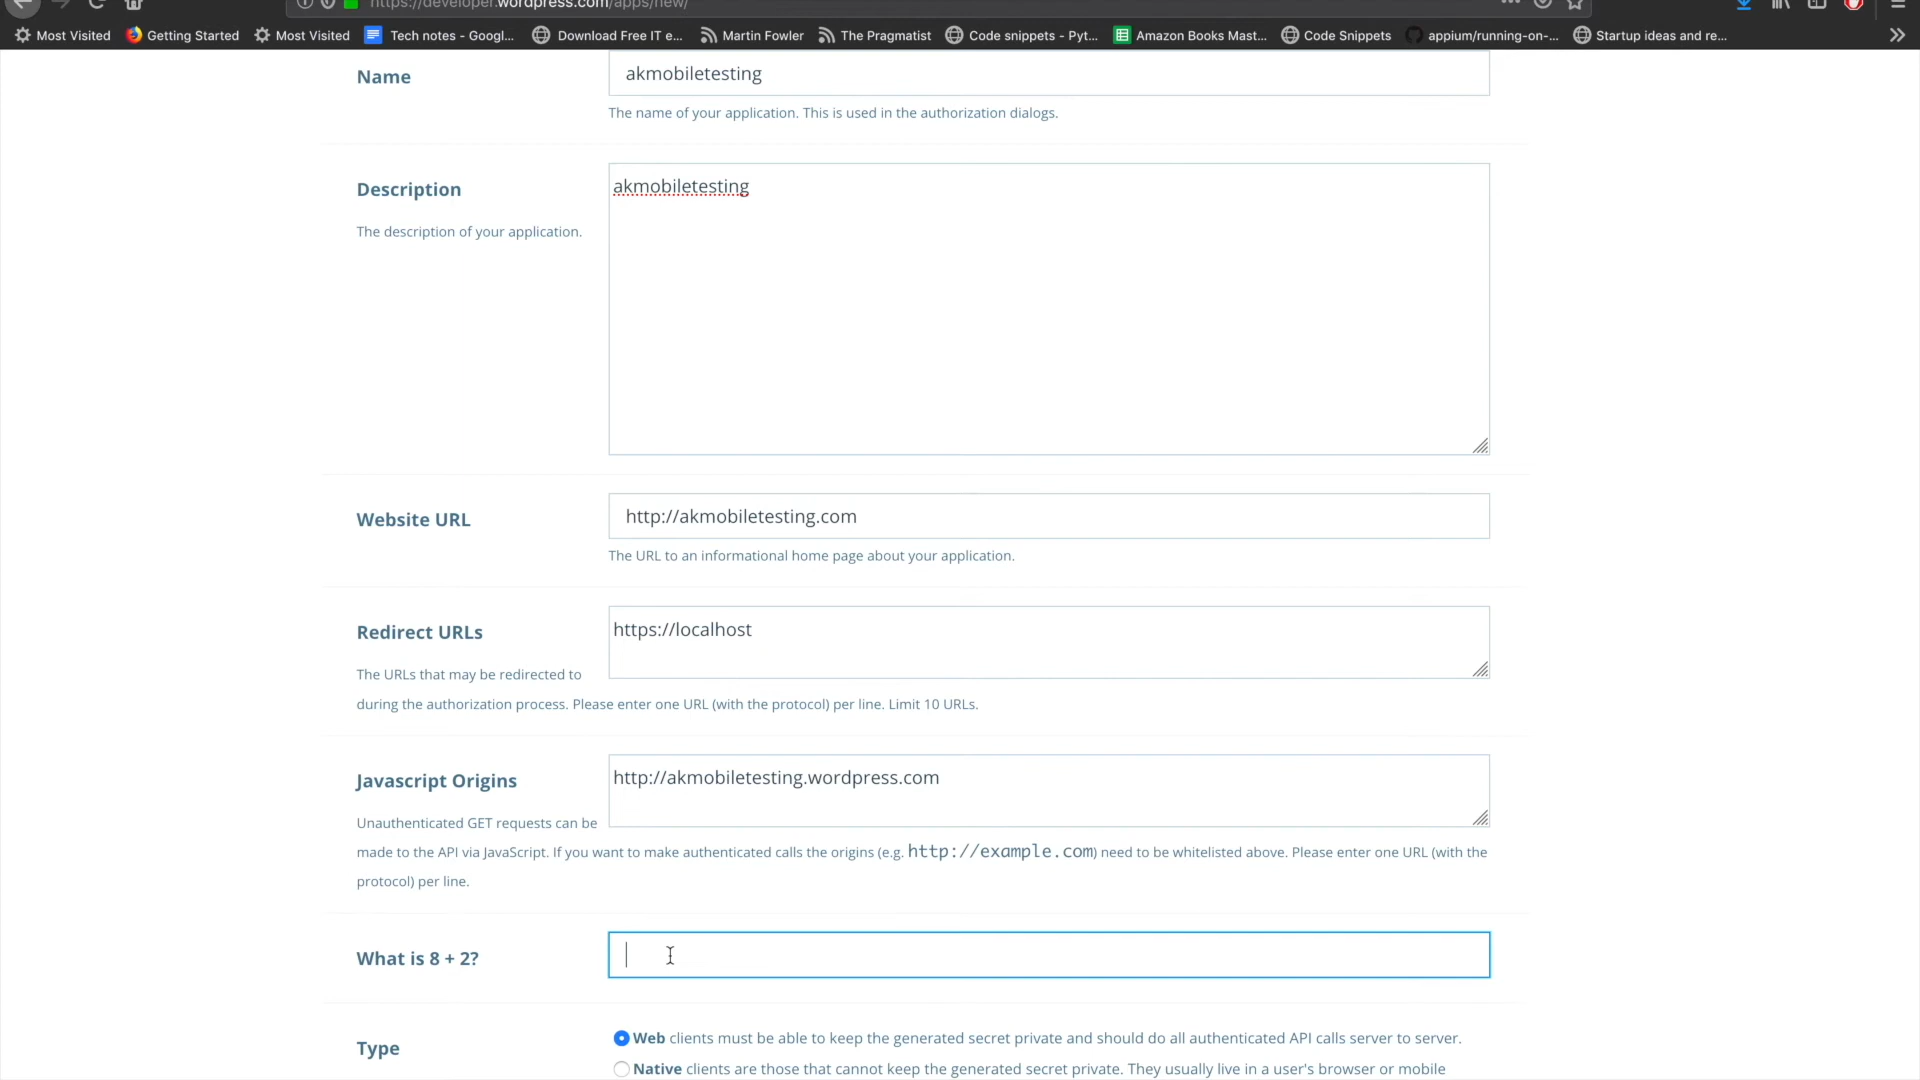 https://developer.wordpress.com/apps/new/
Most Visited Getting Started Most Visited Tech notes - Googl... Download Free IT e... Martin Fowler The Pragmatist Code snippets - Pyt... Amazon Books Mast... Code Snippets appium/running-on-... Startup ideas and re...
Name
akmobiletesting
The name of your application. This is used in the authorization dialogs.
Description
akmobiletesting
The description of your application.
Website URL
http://akmobiletesting.com
The URL to an informational home page about your application.
Redirect URLs
https://localhost
The URLs that may be redirected to
during the authorization process. Please enter one URL (with the protocol) per line. Limit 10 URLs.
Javascript Origins
http://akmobiletesting.wordpress.com
Unauthenticated GET requests can be
made to the API via JavaScript. If you want to make authenticated calls the origins (e.g. http://example.com) need to be whitelisted above. Please enter one URL (with the
protocol) per line.
What is 8 + 2?
Type
Web clients must be able to keep the generated secret private and should do all authenticated API calls server to server.
Native clients are those that cannot keep the generated secret private. They usually live in a user's browser or mobile